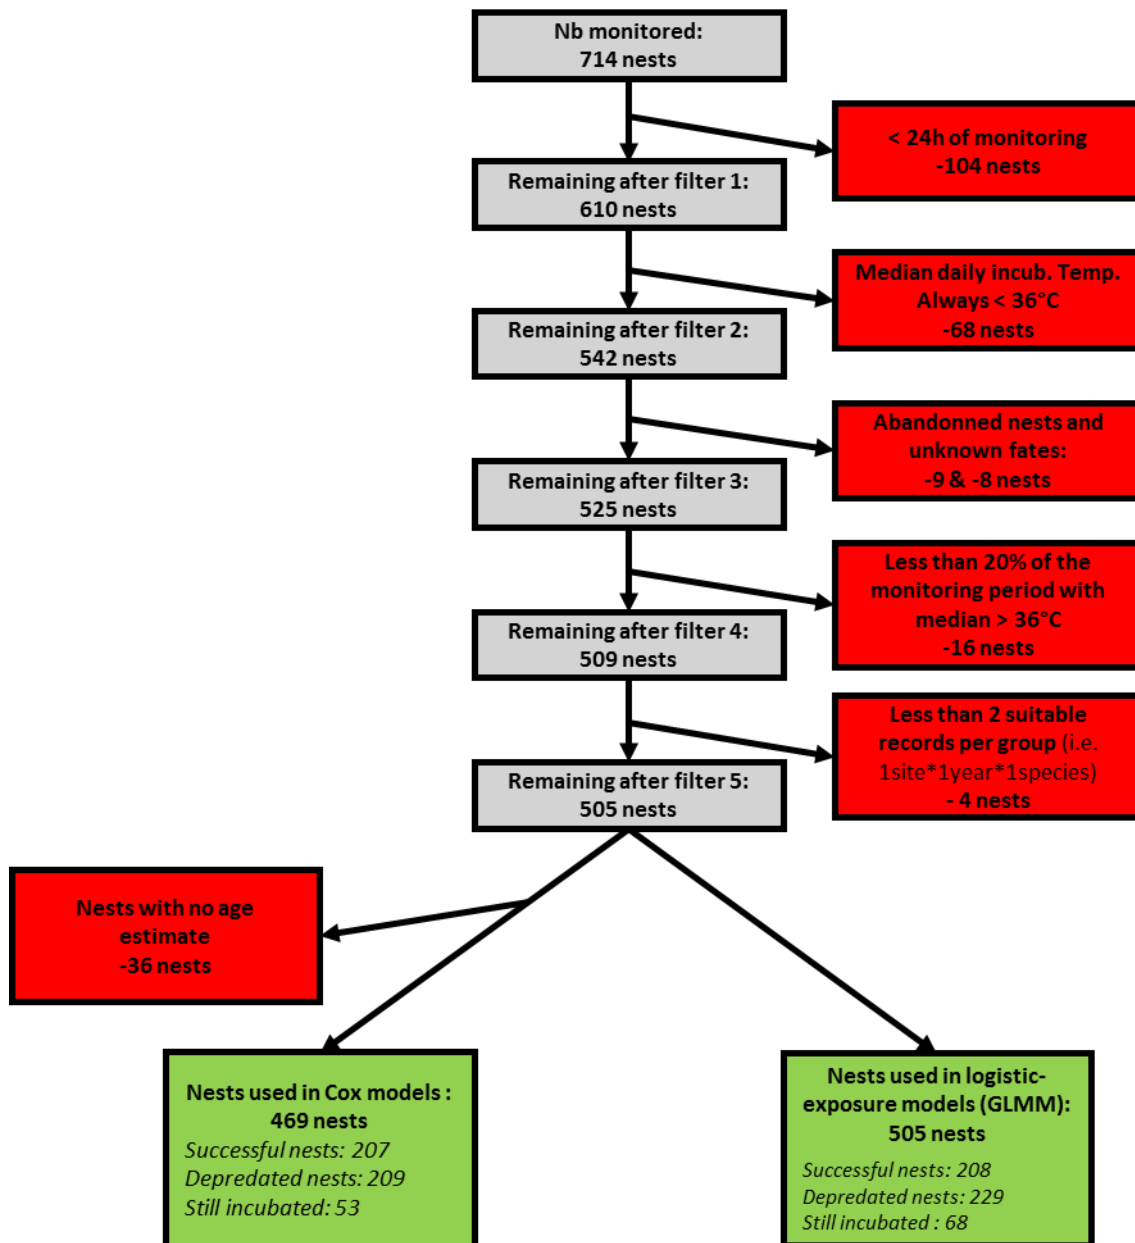 Nb monitored:
714 nests
< 24h of monitoring
-104 nests
Remaining after filter 1:
610 nests
Median daily incub. Temp.
Always < 36°C
-68 nests
Remaining after filter 2:
542 nests
Abandonned nests and
unknown fates:
-9 & -8 nests
Remaining after filter 3:
525 nests
Less than 20% of the
monitoring period with
median > 36°C
-16 nests
Remaining after filter 4:
509 nests
Less than 2 suitable
records per group (i.e.
1site*1year*1species)
- 4 nests
Remaining after filter 5:
505 nests
Nests with no age
estimate
-36 nests
Nests used in Cox models :
469 nests
Successful nests: 207
Depredated nests: 209
Still incubated: 53
Nests used in logistic-
exposure models (GLMM):
505 nests
Successful nests: 208
Depredated nests: 229
Still incubated : 68